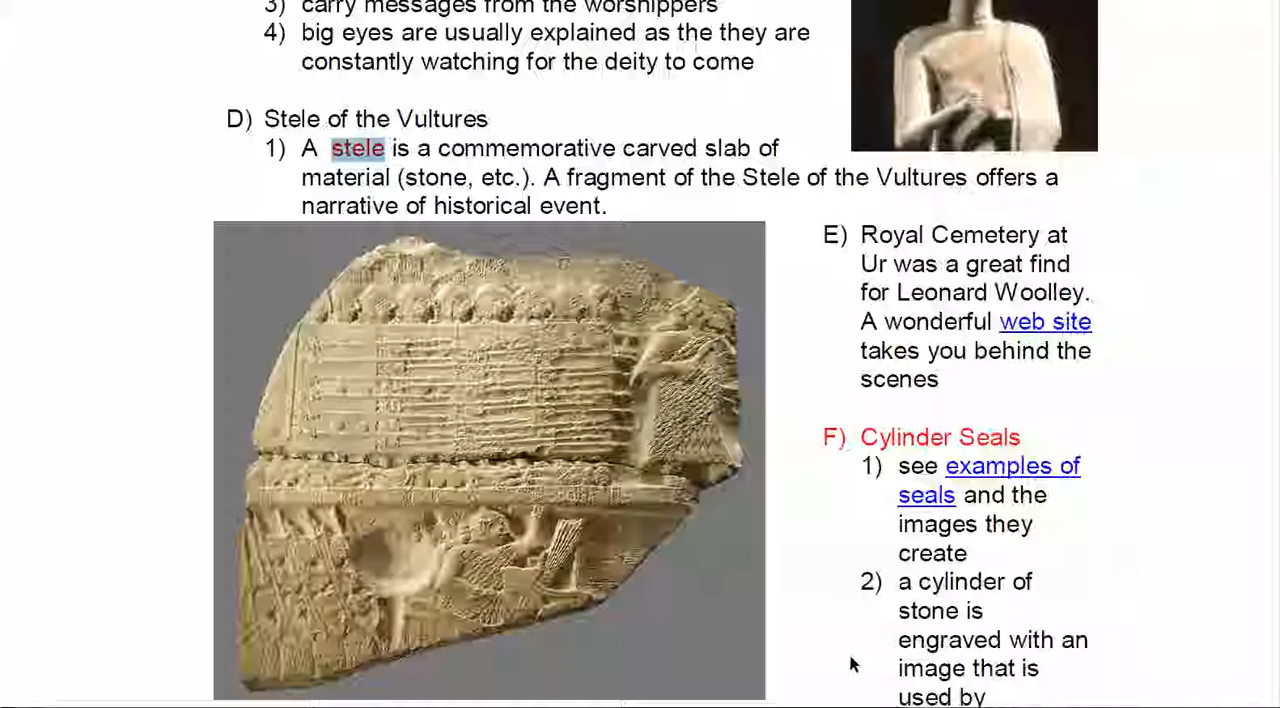 3) carry messages from the worshippers
4) big eyes are usually explained as the they are
constantly watching for the deity to come
D) Stele of the Vultures
1) A stele is a commemorative carved slab of
material (stone, etc.). A fragment of the Stele of the Vultures offers a
narrative of historical event.
E) Royal Cemetery at
Ur was a great find
for Leonard Woolley.
A wonderful web site
takes you behind the
scenes
F) Cylinder Seals
1) see examples of
seals and the
images they
create
2) a cylinder of
stone is
engraved with an
image that is
used by